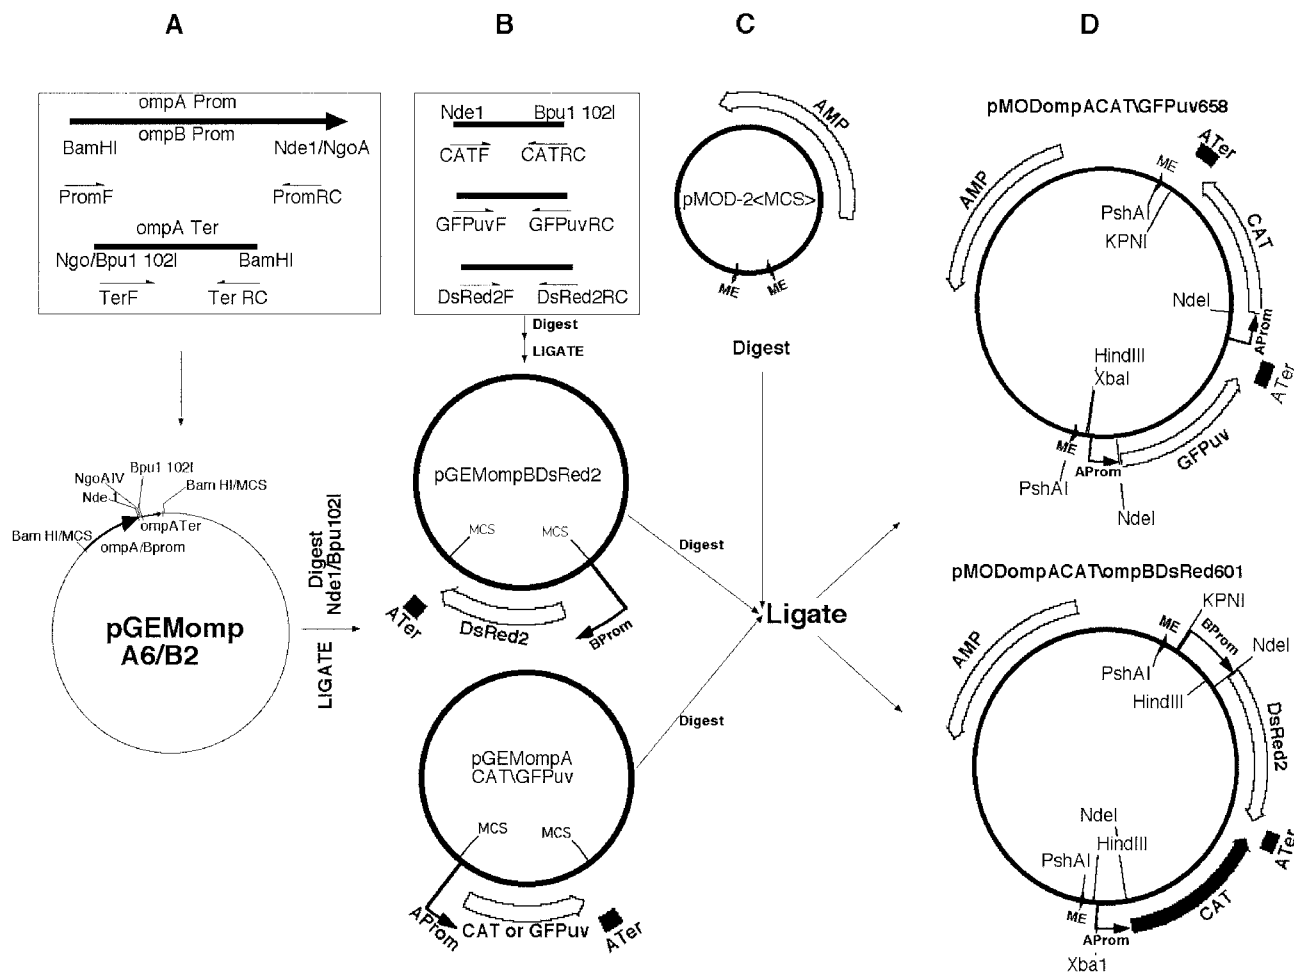 A
B
C
D
ompA Prom
ompB Prom
BamHI
Nde1/NgoA
PromF
PromRC
ompA Ter
Ngo/Bpu1 102I
BamHI
TerF
Ter RC
Bpu1 102I
NgoAIV
Bam HI/MCS
Nde 1
ompATer
Bam HI/MCS
ompA/Bprom
pGEMomp
A6/B2
Digest
Nde1/Bpu102I
LIGATE
Nde1
Bpu1 102I
CATF
CATRC
GFPuvF
GFPuvRC
DsRed2F
DsRed2RC
Digest
LIGATE
pGEMompBDsRed2
MCS
MCS
ATer
DsRed2
BProm
pGEMompA
CAT\GFPuv
MCS
MCS
AProm
CAT or GFPuv
ATer
AMP
pMOD-2<MCS>
ME
ME
Digest
Digest
Ligate
Digest
pMODompACAT\GFPuv658
ATer
ME
AMP
PshAI
KPNI
CAT
NdeI
AProm
HindIII
XbaI
ATer
ME
AProm
GFPuv
PshAI
NdeI
pMODompACAT\ompBDsRed601
KPNI
ME
BProm
AMP
NdeI
PshAI
HindIII
DsRed2
NdeI
HindIII
ATer
PshAI
CAT
ME
AProm
Xba1